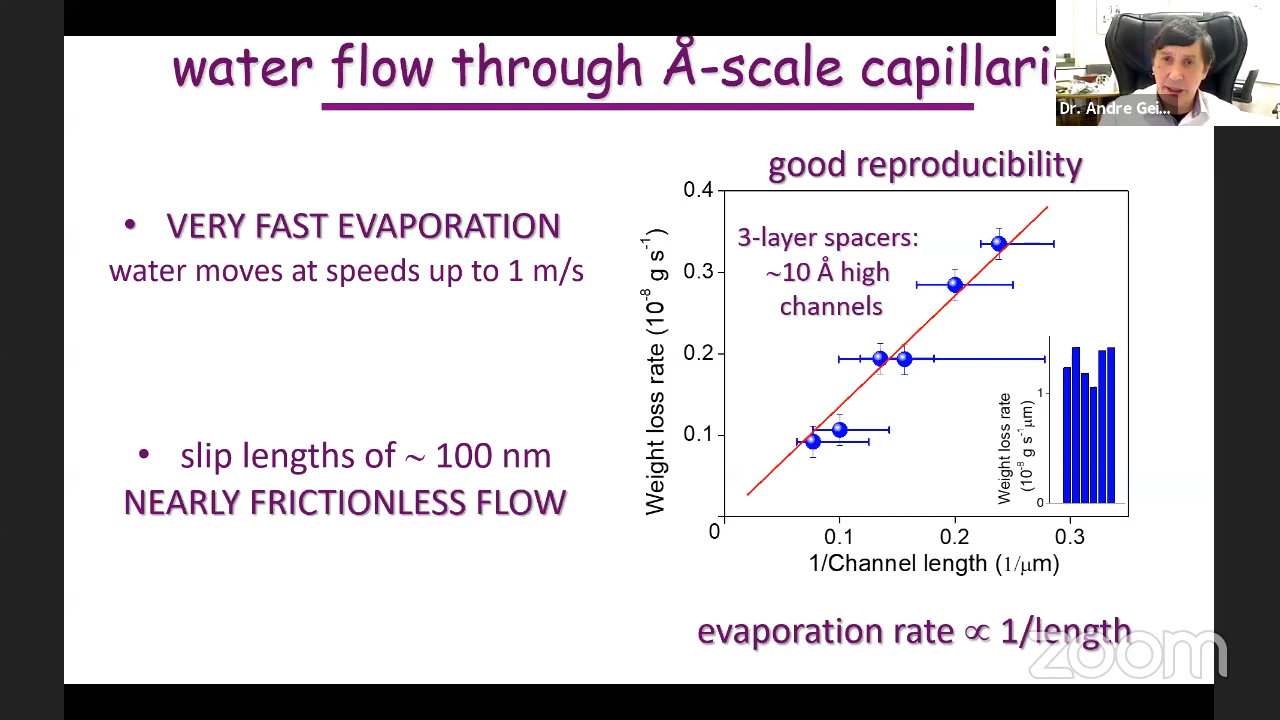 water flow through Å-scale capillari
Dr. Andre Gei...
• VERY FAST EVAPORATION
water moves at speeds up to 1 m/s
• slip lengths of ~ 100 nm
NEARLY FRICTIONLESS FLOW
good reproducibility
3-layer spacers:
~10 Å high
channels
Weight loss rate (10⁻⁸ g s⁻¹)
0.4
0.3
0.2
0.1
0
0.1 0.2 0.3
1/Channel length (1/μm)
Weight loss rate
(10⁻⁸ g s⁻¹μm)
1
0
evaporation rate ∝ 1/length
zoom